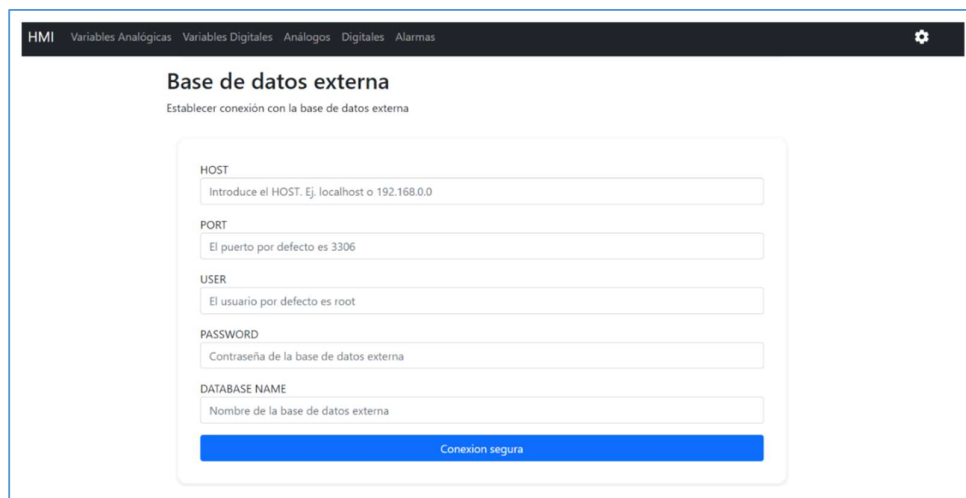 HMI Variables Analógicas Variables Digitales Análogos Digitales Alarmas
Base de datos externa
Establecer conexión con la base de datos externa
HOST
Introduce el HOST. Ej. localhost o 192.168.0.0
PORT
El puerto por defecto es 3306
USER
El usuario por defecto es root
PASSWORD
Contraseña de la base de datos externa
DATABASE NAME
Nombre de la base de datos externa
Conexion segura